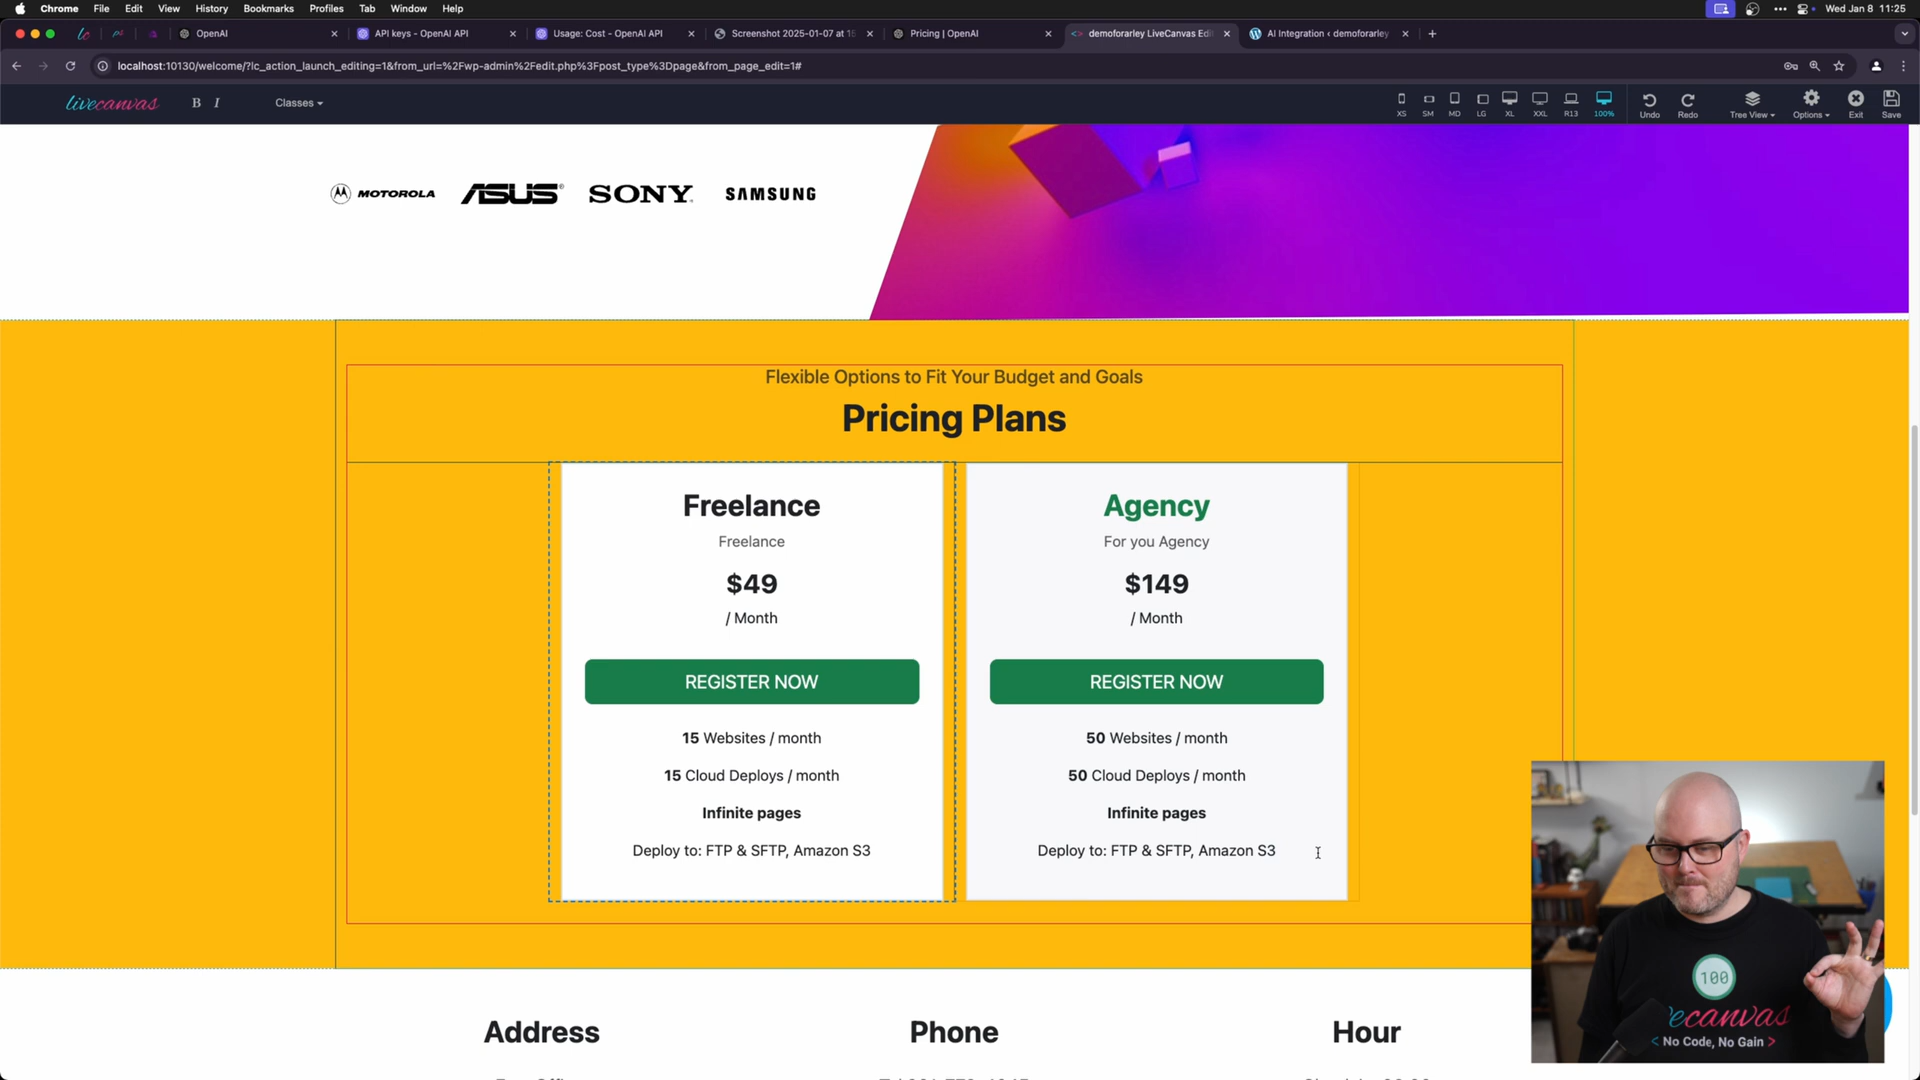 Chrome File Edit View History Bookmarks Profiles Tab Window Help
Wed Jan 8 11:25
OpenAI
API keys - OpenAI API
Usage: Cost - OpenAI API
Screenshot 2025-01-07 at 15
Pricing | OpenAI
demoforarley LiveCanvas Edi
AI Integration ‹ demoforarley
localhost:10130/welcome/?lc_action_launch_editing=1&from_url=%2Fwp-admin%2Fedit.php%3Fpost_type%3Dpage&from_page_edit=1#
livecanvas
B I
Classes
XS SM MD LG XL XXL R13 100%
Undo Redo Tree View Options Exit Save
MOTOROLA ASUS SONY SAMSUNG
Flexible Options to Fit Your Budget and Goals
Pricing Plans
Freelance
Freelance
$49
/ Month
REGISTER NOW
15 Websites / month
15 Cloud Deploys / month
Infinite pages
Deploy to: FTP & SFTP, Amazon S3
Agency
For you Agency
$149
/ Month
REGISTER NOW
50 Websites / month
50 Cloud Deploys / month
Infinite pages
Deploy to: FTP & SFTP, Amazon S3
100
ecanvas
< No Code, No Gain >
Address
Phone
Hour